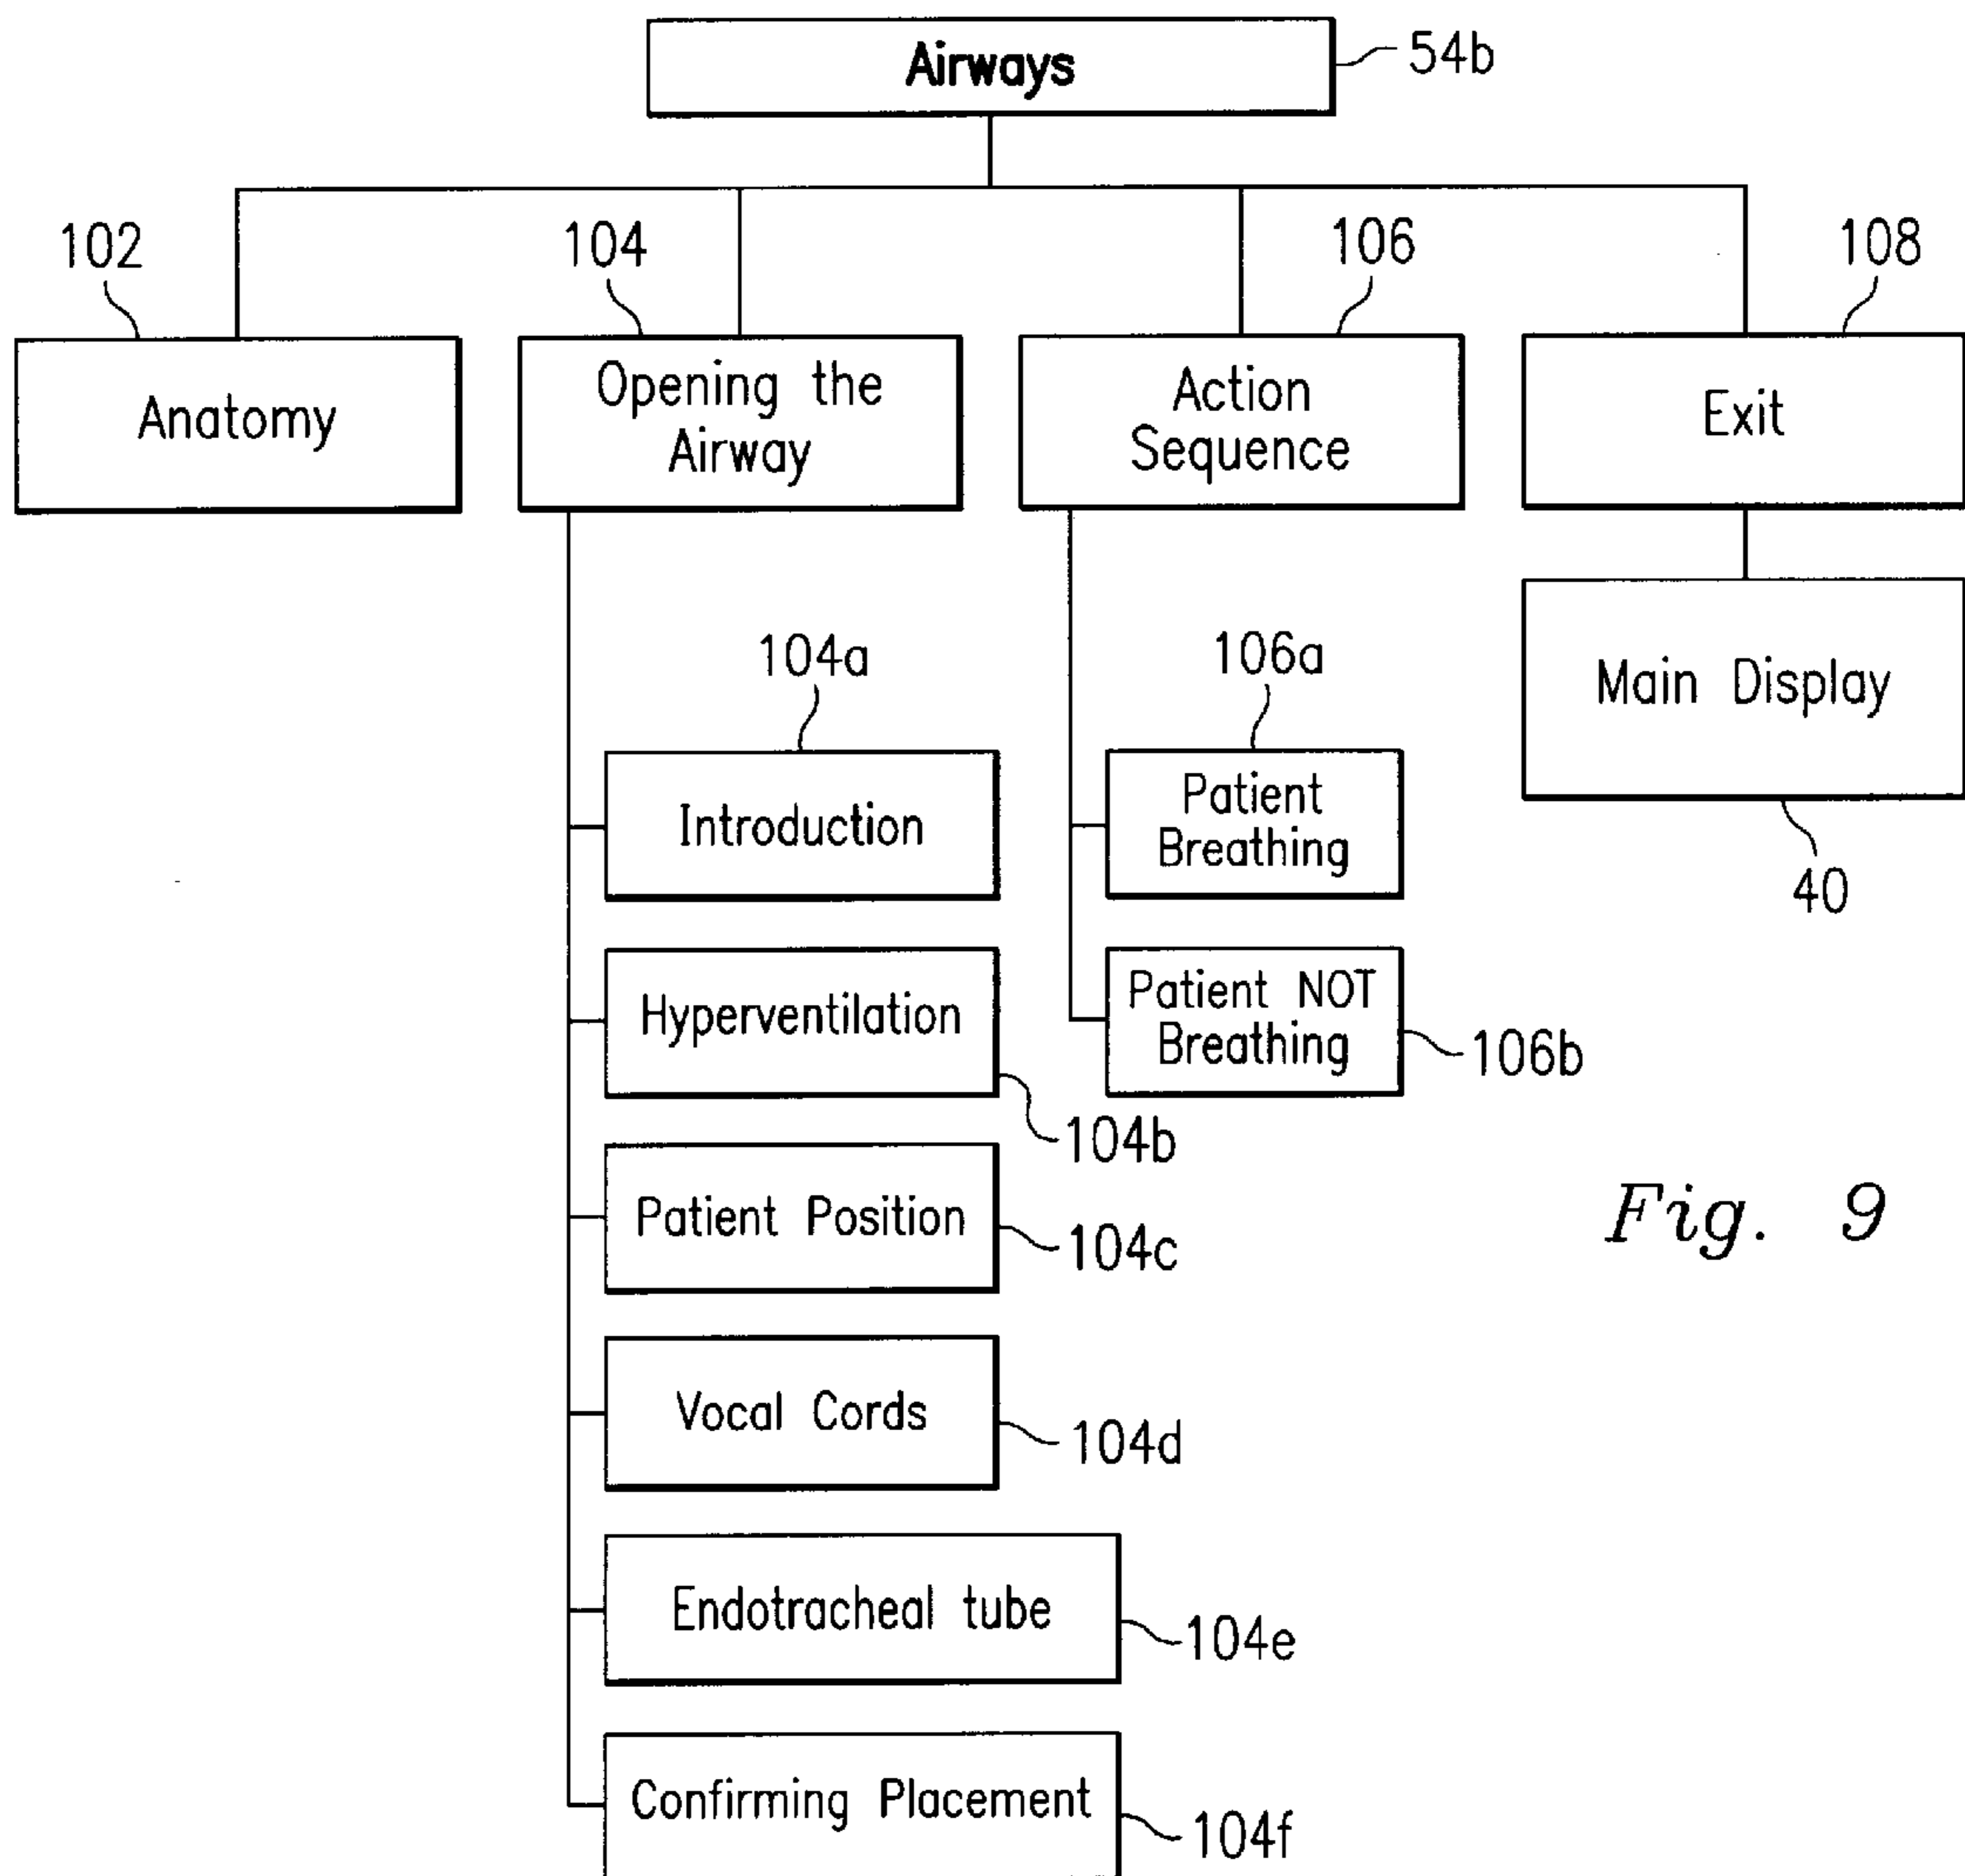 Airways
54b
102
104
106
108
Anatomy
Opening the
Airway
Action
Sequence
Exit
Main Display
40
104a
Introduction
Hyperventilation
104b
Patient Position
104c
Vocal Cords
104d
Endotracheal tube
104e
Confirming Placement
104f
106a
Patient
Breathing
Patient NOT
Breathing
106b
Fig. 9